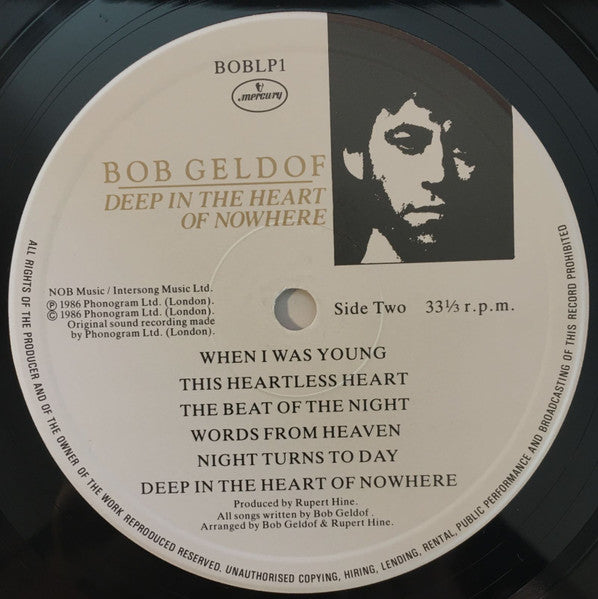 BOBLP1
mercury
BOB GELDOF
DEEP IN THE HEART
OF NOWHERE
NOB Music / Intersong Music Ltd.
Ⓟ 1986 Phonogram Ltd. (London).
© 1986 Phonogram Ltd. (London).
Original sound recording made
by Phonogram Ltd. (London).
Side Two 33⅓ r.p.m.
WHEN I WAS YOUNG
THIS HEARTLESS HEART
THE BEAT OF THE NIGHT
WORDS FROM HEAVEN
NIGHT TURNS TO DAY
DEEP IN THE HEART OF NOWHERE
Produced by Rupert Hine.
All songs written by Bob Geldof .
Arranged by Bob Geldof & Rupert Hine.
ALL RIGHTS OF THE PRODUCER AND OF THE OWNER OF THE WORK REPRODUCED RESERVED. UNAUTHORISED COPYING, HIRING, LENDING, RENTAL, PUBLIC PERFORMANCE AND BROADCASTING OF THIS RECORD PROHIBITED